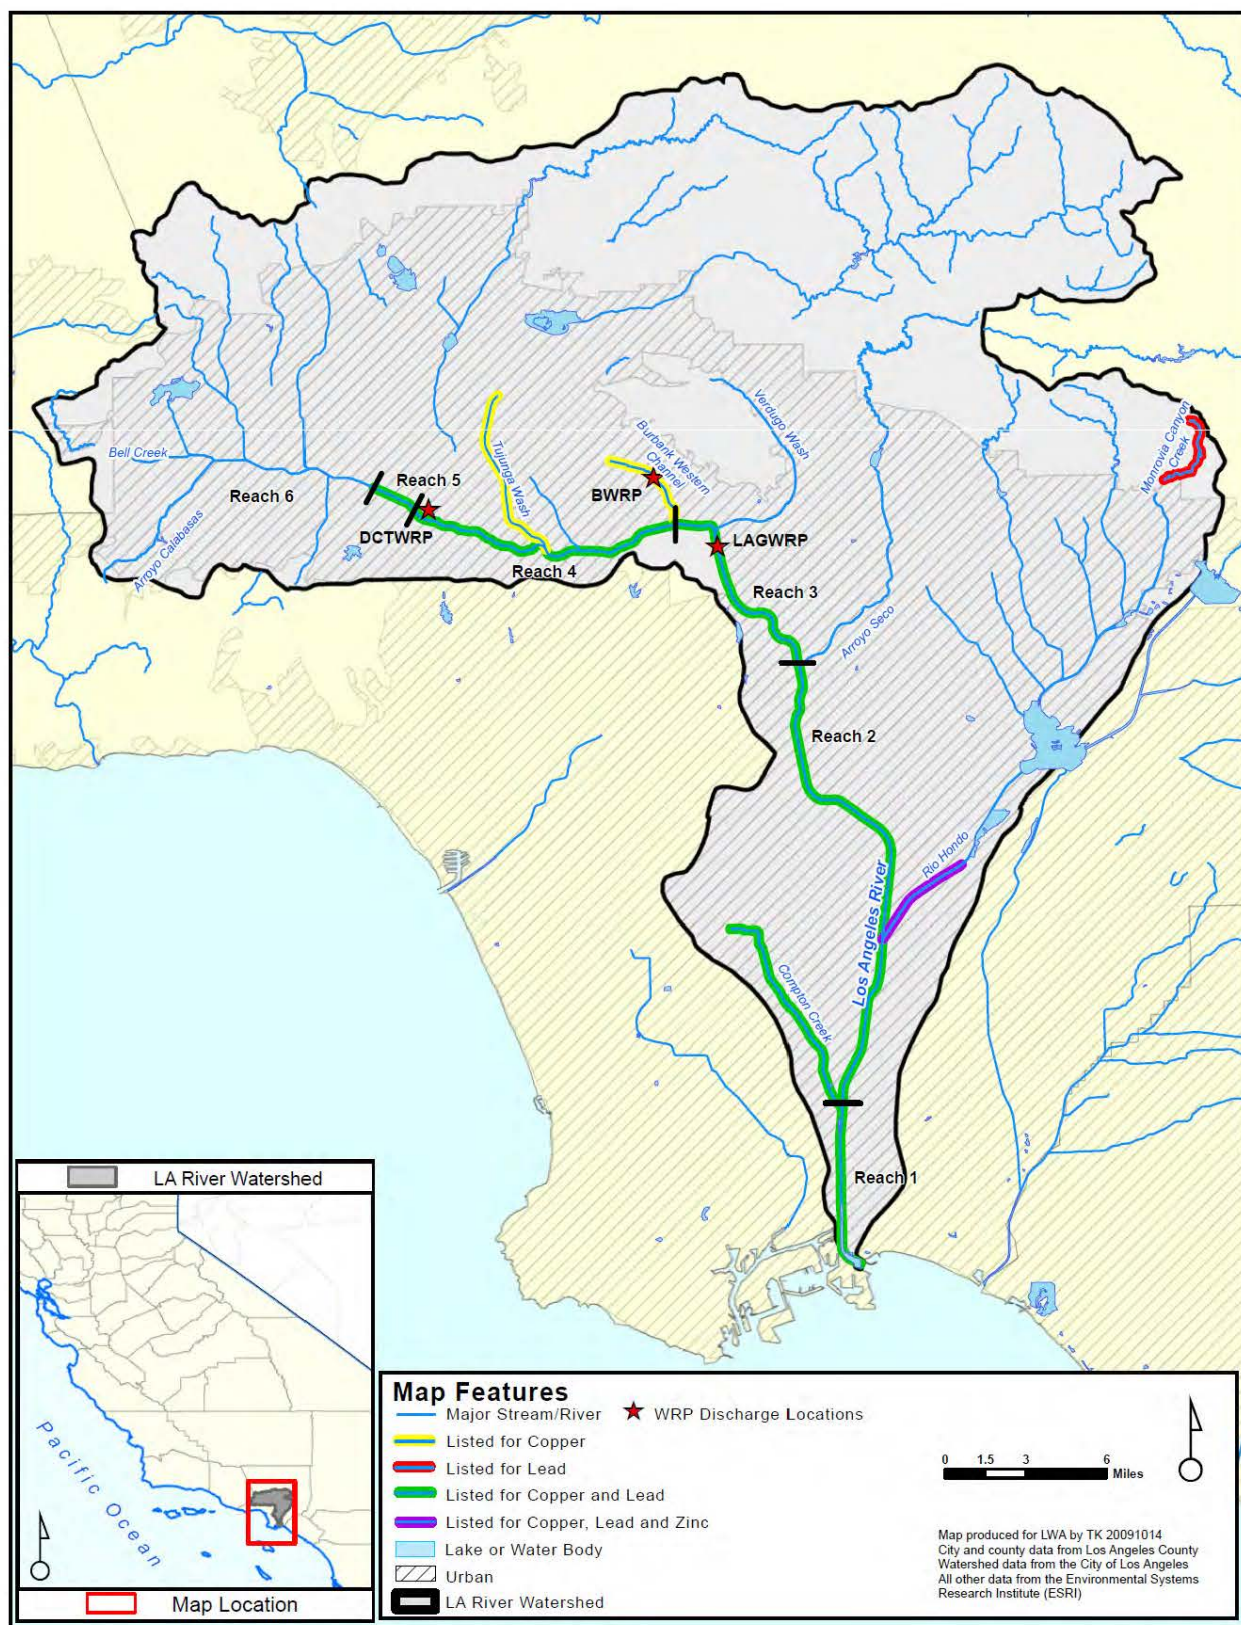 Verdugo Wash
Monrovia Canyon
Creek
Burbank Western
Channel
Tujunga Wash
Bell Creek
Reach 5
Reach 6
BWRP
DCTWRP
LAGWRP
Arroyo Calabasas
Reach 4
Reach 3
Arroyo Seco
Reach 2
Rio Hondo
Los Angeles River
Compton Creek
Reach 1
LA River Watershed
Pacific Ocean
Map Location
Map Features
Major Stream/River
WRP Discharge Locations
Listed for Copper
Listed for Lead
Listed for Copper and Lead
Listed for Copper, Lead and Zinc
Lake or Water Body
Urban
LA River Watershed
0 1.5 3 6
Miles
Map produced for LWA by TK 20091014
City and county data from Los Angeles County
Watershed data from the City of Los Angeles
All other data from the Environmental Systems
Research Institute (ESRI)